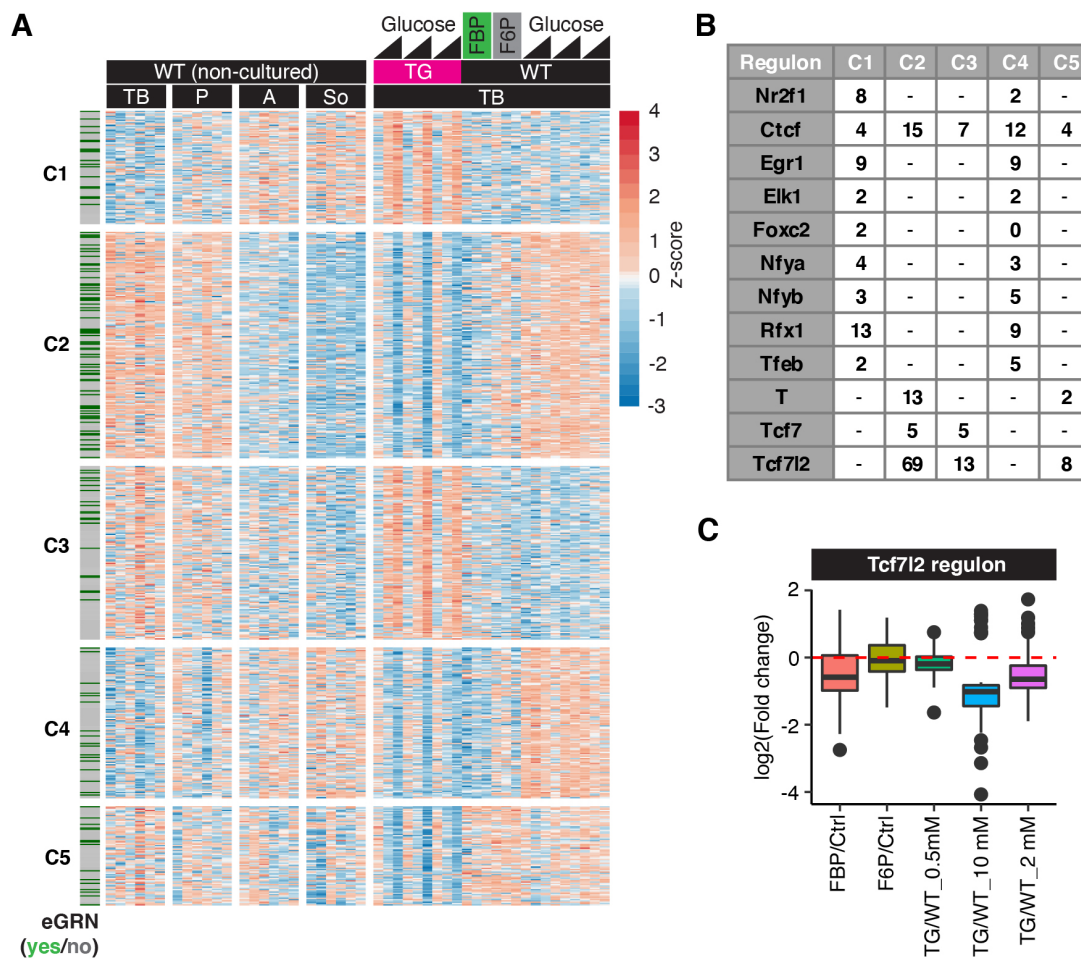 A
Glucose
FBP
F6P
Glucose
WT (non-cultured)
TG
WT
TB
P
A
So
TB
C1
C2
C3
C4
C5
eGRN
(yes/no)
4
3
2
1
0
-1
-2
-3
z-score
B
Regulon C1 C2 C3 C4 C5
Nr2f1 8 - - 2 -
Ctcf 4 15 7 12 4
Egr1 9 - - 9 -
Elk1 2 - - 2 -
Foxc2 2 - - 0 -
Nfya 4 - - 3 -
Nfyb 3 - - 5 -
Rfx1 13 - - 9 -
Tfeb 2 - - 5 -
T - 13 - - 2
Tcf7 - 5 5 - -
Tcf7l2 - 69 13 - 8
C
Tcf7l2 regulon
log2(Fold change)
2
0
-2
-4
FBP/Ctrl
F6P/Ctrl
TG/WT_0.5mM
TG/WT_10 mM
TG/WT_2 mM